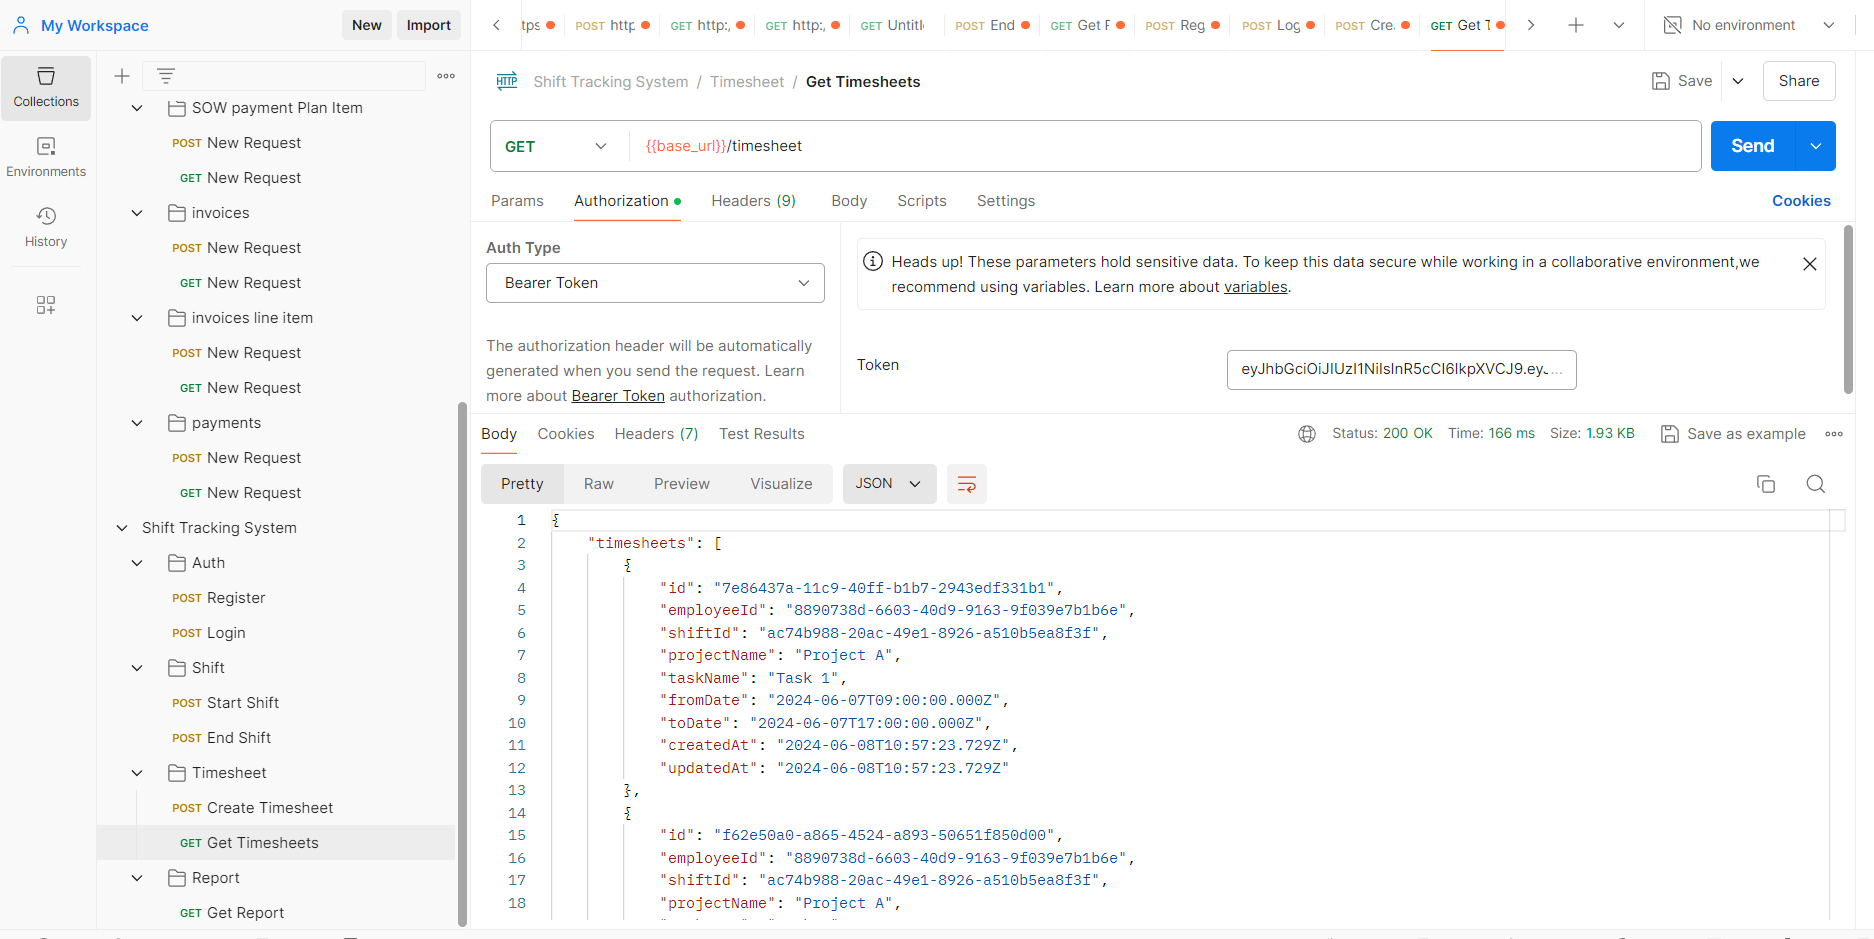 My Workspace
New
Import
Collections
Environments
History
SOW payment Plan Item
POST New Request
GET New Request
invoices
POST New Request
GET New Request
invoices line item
POST New Request
GET New Request
payments
POST New Request
GET New Request
Shift Tracking System
Auth
POST Register
POST Login
Shift
POST Start Shift
POST End Shift
Timesheet
POST Create Timesheet
GET Get Timesheets
Report
GET Get Report
tps POST http GET http:, GET http:, GET Untitl POST End GET Get POST Reg POST Log POST Cre GET Get
No environment
HTTP Shift Tracking System / Timesheet / Get Timesheets
Save
Share
GET
{{base_url}}/timesheet
Send
Params Authorization Headers (9) Body Scripts Settings
Cookies
Auth Type
Bearer Token
The authorization header will be automatically
generated when you send the request. Learn
more about Bearer Token authorization.
Heads up! These parameters hold sensitive data. To keep this data secure while working in a collaborative environment,we
recommend using variables. Learn more about variables.
Token
eyJhbGciOiJIUzI1NiIsInR5cCI6IkpXVCJ9.eyJ...
Body Cookies Headers (7) Test Results
Status: 200 OK Time: 166 ms Size: 1.93 KB
Save as example
Pretty Raw Preview Visualize
JSON
1 {
2 "timesheets": [
3 {
4 "id": "7e86437a-11c9-40ff-b1b7-2943edf331b1",
5 "employeeId": "8890738d-6603-40d9-9163-9f039e7b1b6e",
6 "shiftId": "ac74b988-20ac-49e1-8926-a510b5ea8f3f",
7 "projectName": "Project A",
8 "taskName": "Task 1",
9 "fromDate": "2024-06-07T09:00:00.000Z",
10 "toDate": "2024-06-07T17:00:00.000Z",
11 "createdAt": "2024-06-08T10:57:23.729Z",
12 "updatedAt": "2024-06-08T10:57:23.729Z"
13 },
14 {
15 "id": "f62e50a0-a865-4524-a893-50651f850d00",
16 "employeeId": "8890738d-6603-40d9-9163-9f039e7b1b6e",
17 "shiftId": "ac74b988-20ac-49e1-8926-a510b5ea8f3f",
18 "projectName": "Project A",